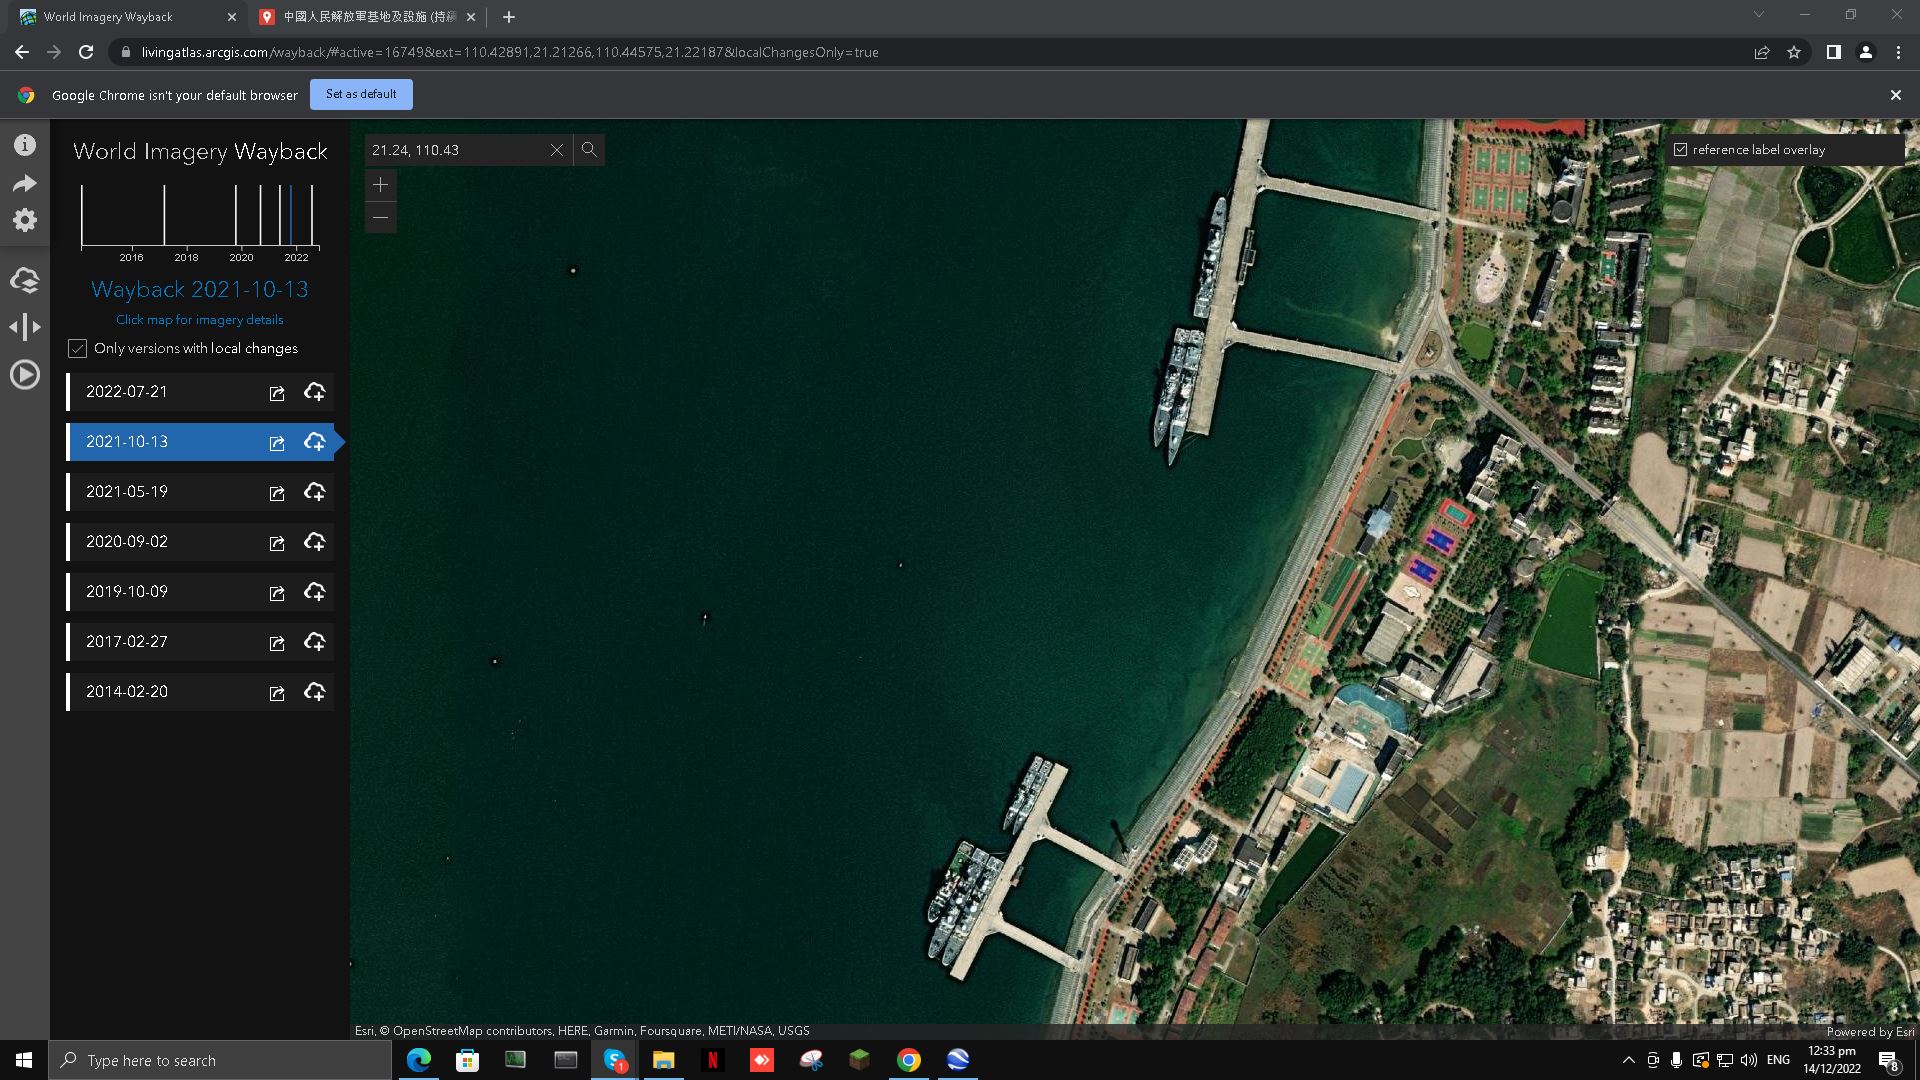 World Imagery Wayback
中國人民解放軍基地及設施 (持續
livingatlas.arcgis.com/wayback/#active=16749&ext=110.42891,21.21266,110.44575,21.22187&localChangesOnly=true
Google Chrome isn't your default browser
Set as default
World Imagery Wayback
21.24, 110.43
reference label overlay
2016 2018 2020 2022
Wayback 2021-10-13
Click map for imagery details
Only versions with local changes
2022-07-21
2021-10-13
2021-05-19
2020-09-02
2019-10-09
2017-02-27
2014-02-20
Esri, © OpenStreetMap contributors, HERE, Garmin, Foursquare, METI/NASA, USGS
Powered by Esri
Type here to search
1
N
ENG
12:33 pm
14/12/2022
8